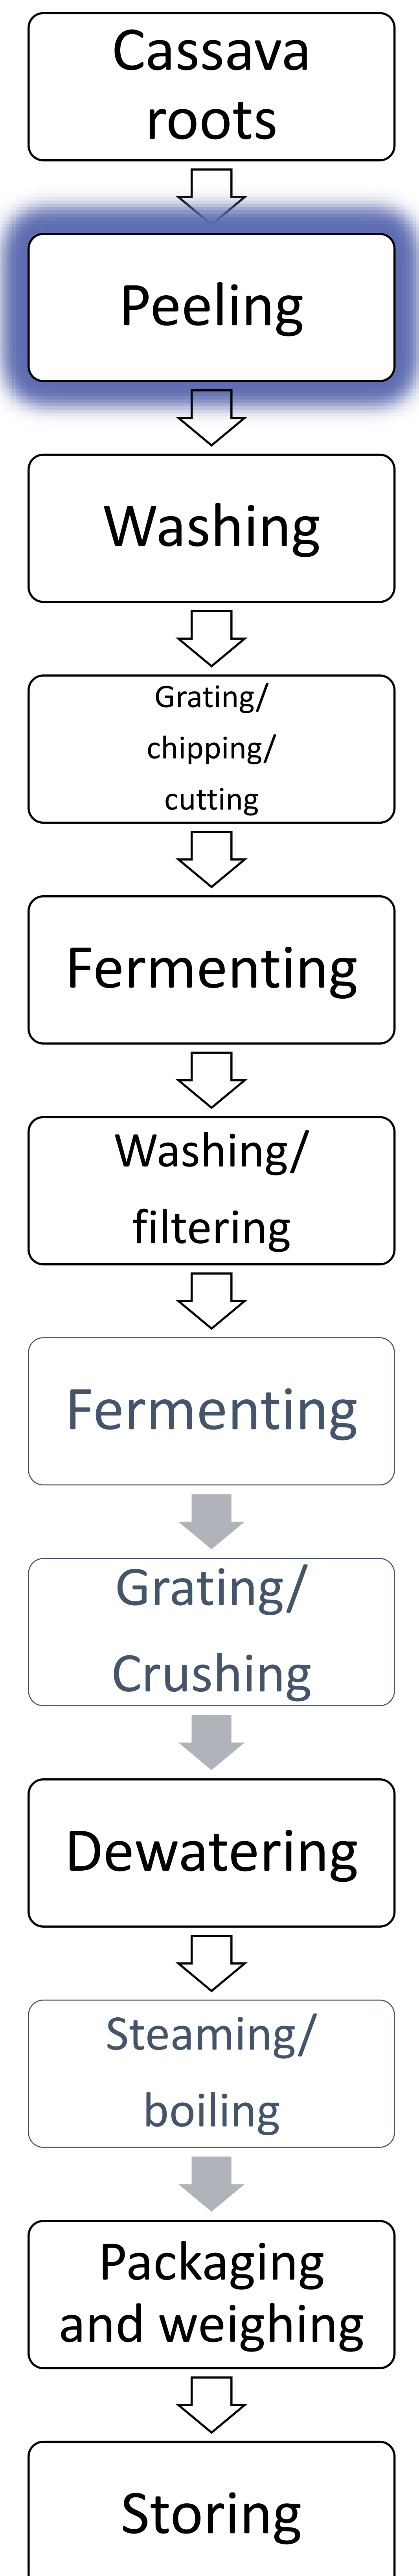 Cassava
roots
Peeling
Washing
Grating/
chipping/
cutting
Fermenting
Washing/
filtering
Fermenting
Grating/
Crushing
Dewatering
Steaming/
boiling
Packaging
and weighing
Storing